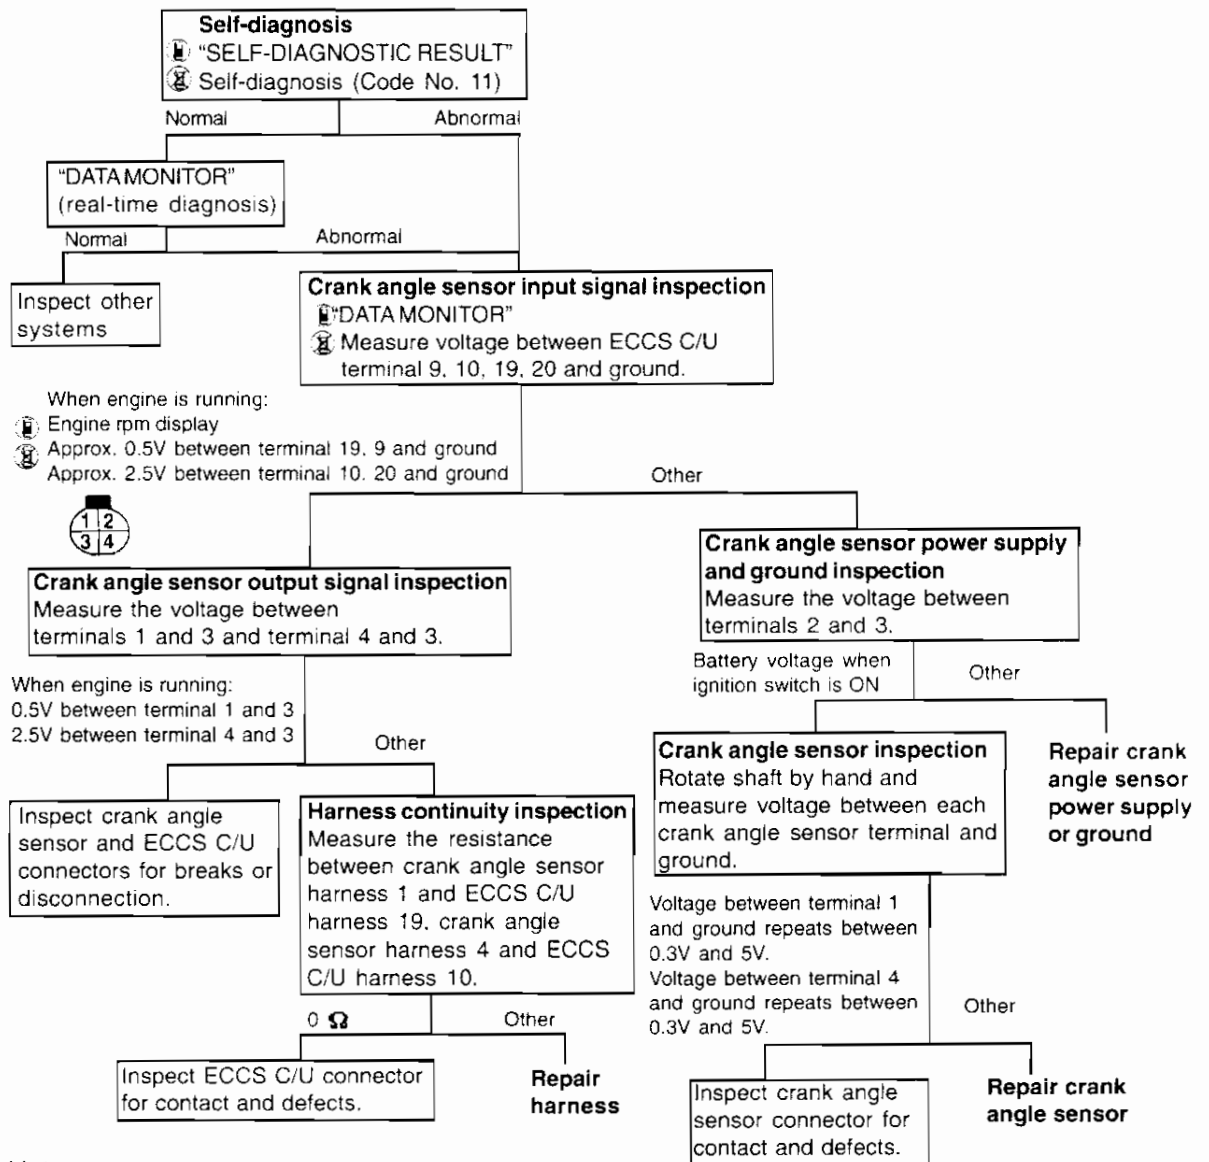 Self-diagnosis
"SELF-DIAGNOSTIC RESULT"
Self-diagnosis (Code No. 11)
Normal
Abnormal
"DATA MONITOR"
(real-time diagnosis)
Normal
Abnormal
Inspect other
systems
Crank angle sensor input signal inspection
"DATA MONITOR"
Measure voltage between ECCS C/U
terminal 9, 10, 19, 20 and ground.
When engine is running:
Engine rpm display
Approx. 0.5V between terminal 19, 9 and ground
Approx. 2.5V between terminal 10. 20 and ground
Other
1 2
3 4
Crank angle sensor output signal inspection
Measure the voltage between
terminals 1 and 3 and terminal 4 and 3.
Crank angle sensor power supply
and ground inspection
Measure the voltage between
terminals 2 and 3.
When engine is running:
0.5V between terminal 1 and 3
2.5V between terminal 4 and 3
Other
Battery voltage when
ignition switch is ON
Other
Inspect crank angle
sensor and ECCS C/U
connectors for breaks or
disconnection.
Harness continuity inspection
Measure the resistance
between crank angle sensor
harness 1 and ECCS C/U
harness 19, crank angle
sensor harness 4 and ECCS
C/U harness 10.
Crank angle sensor inspection
Rotate shaft by hand and
measure voltage between each
crank angle sensor terminal and
ground.
Repair crank
angle sensor
power supply
or ground
Voltage between terminal 1
and ground repeats between
0.3V and 5V.
Voltage between terminal 4
and ground repeats between
0.3V and 5V.
Other
0 Ω
Other
Inspect ECCS C/U connector
for contact and defects.
Repair
harness
Inspect crank angle
sensor connector for
contact and defects.
Repair crank
angle sensor